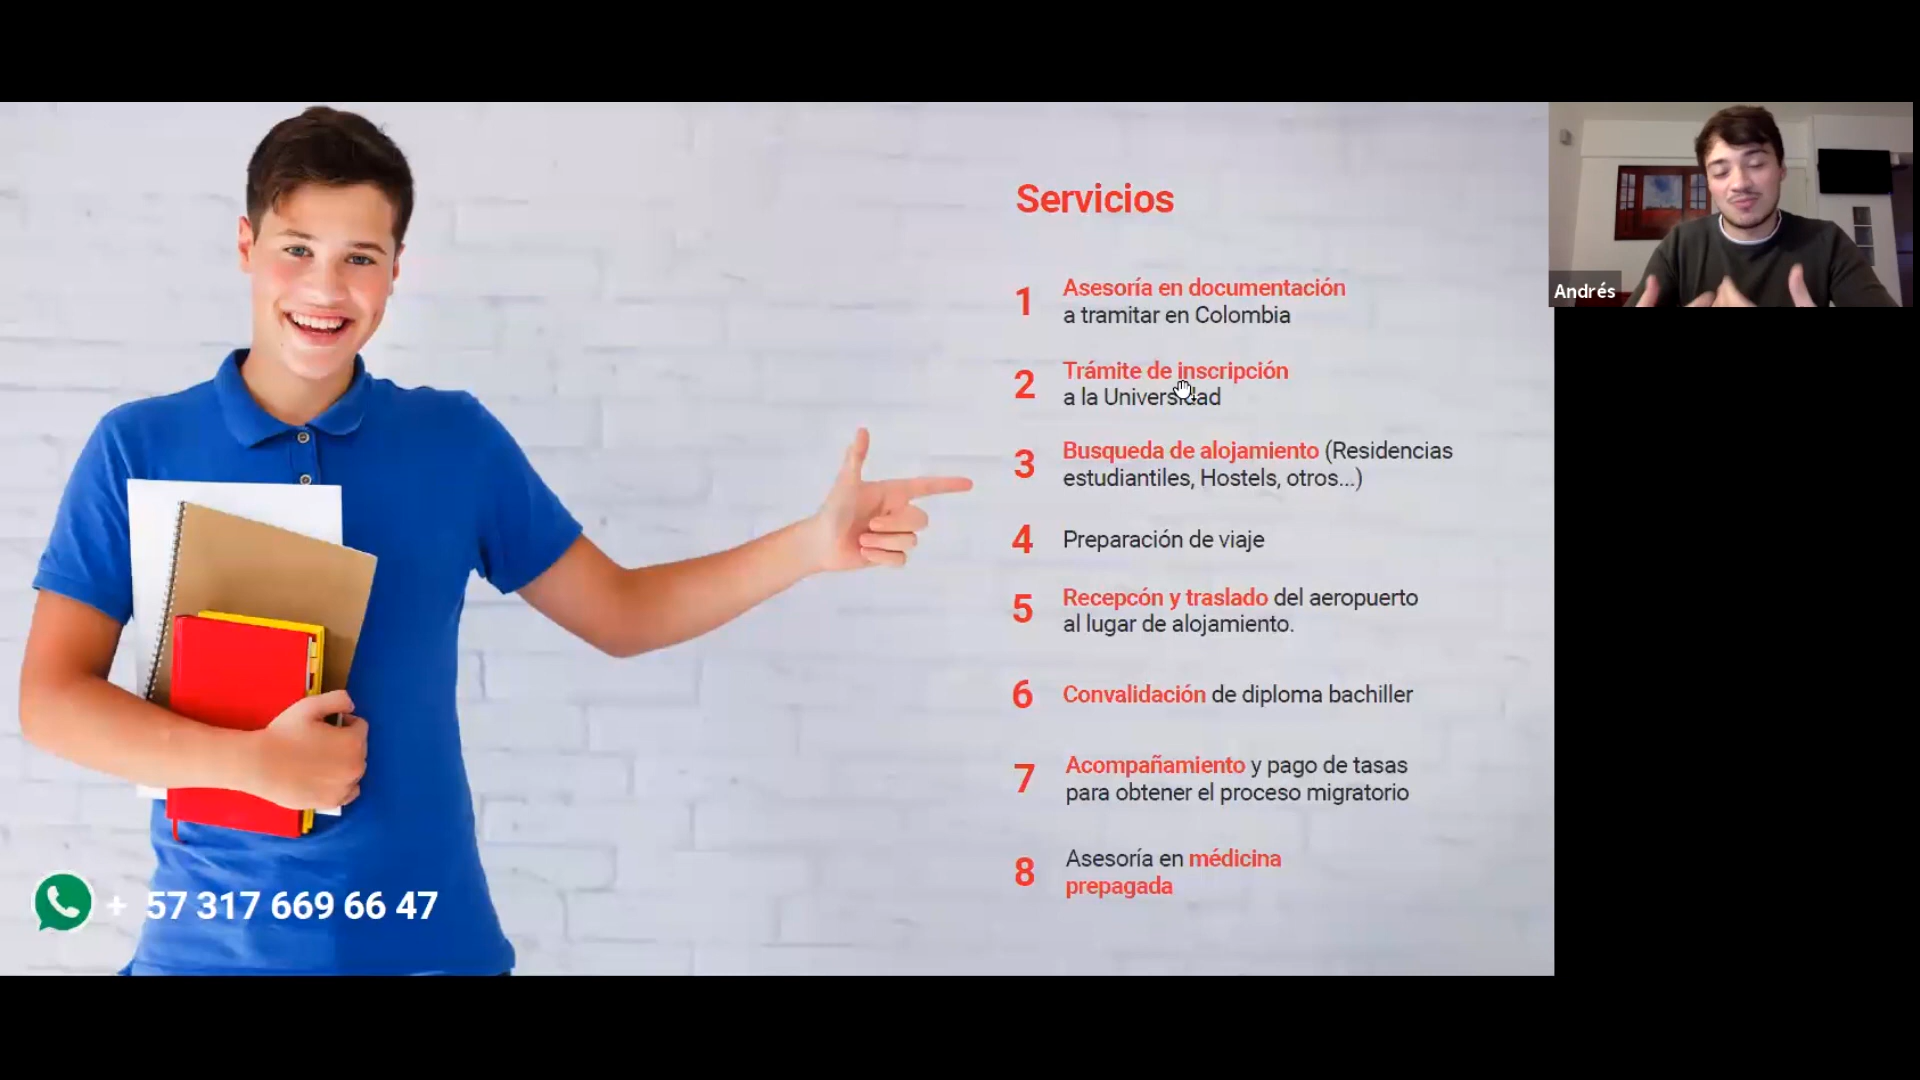 Servicios
1
Asesoría en documentación
a tramitar en Colombia
2
Trámite de inscripción
a la Universidad
3
Busqueda de alojamiento (Residencias
estudiantiles, Hostels, otros...)
4
Preparación de viaje
5
Recepcón y traslado del aeropuerto
al lugar de alojamiento.
6
Convalidación de diploma bachiller
7
Acompañamiento y pago de tasas
para obtener el proceso migratorio
8
Asesoría en médicina
prepagada
+ 57 317 669 66 47
Andrés